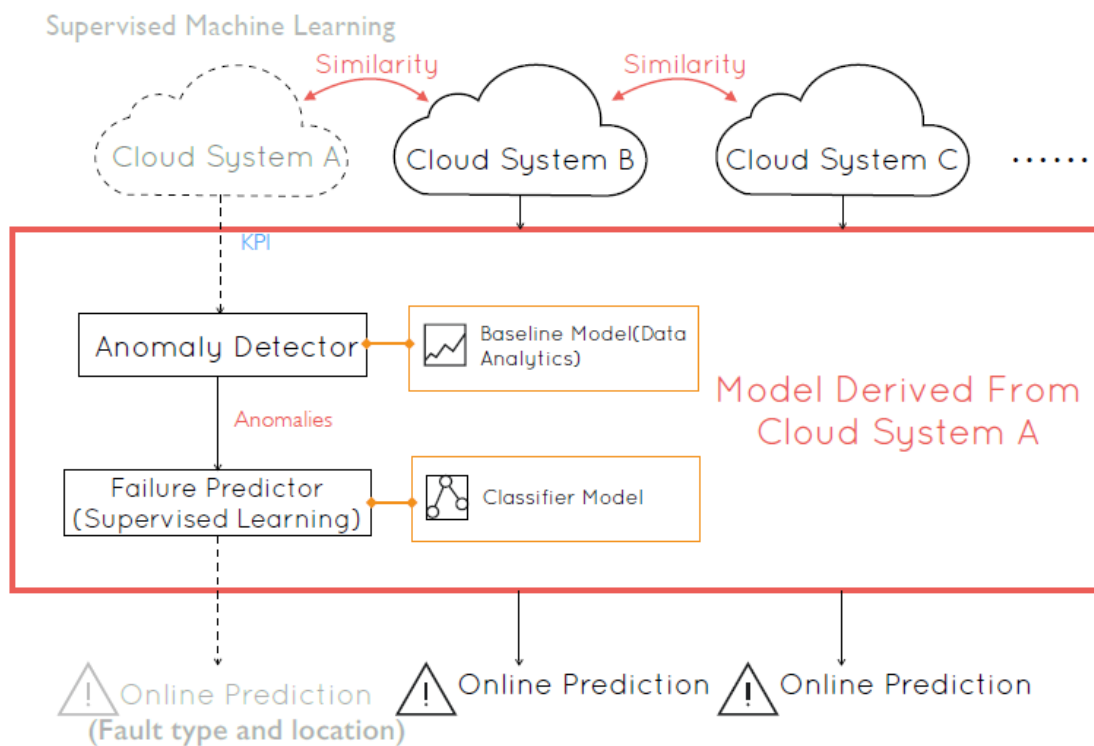 Supervised Machine Learning
Similarity
Similarity
Cloud System A
Cloud System B
Cloud System C
......
KPI
Anomaly Detector
Baseline Model(Data
Analytics)
Model Derived From
Cloud System A
Anomalies
Failure Predictor
(Supervised Learning)
Classifier Model
Online Prediction
(Fault type and location)
Online Prediction
Online Prediction